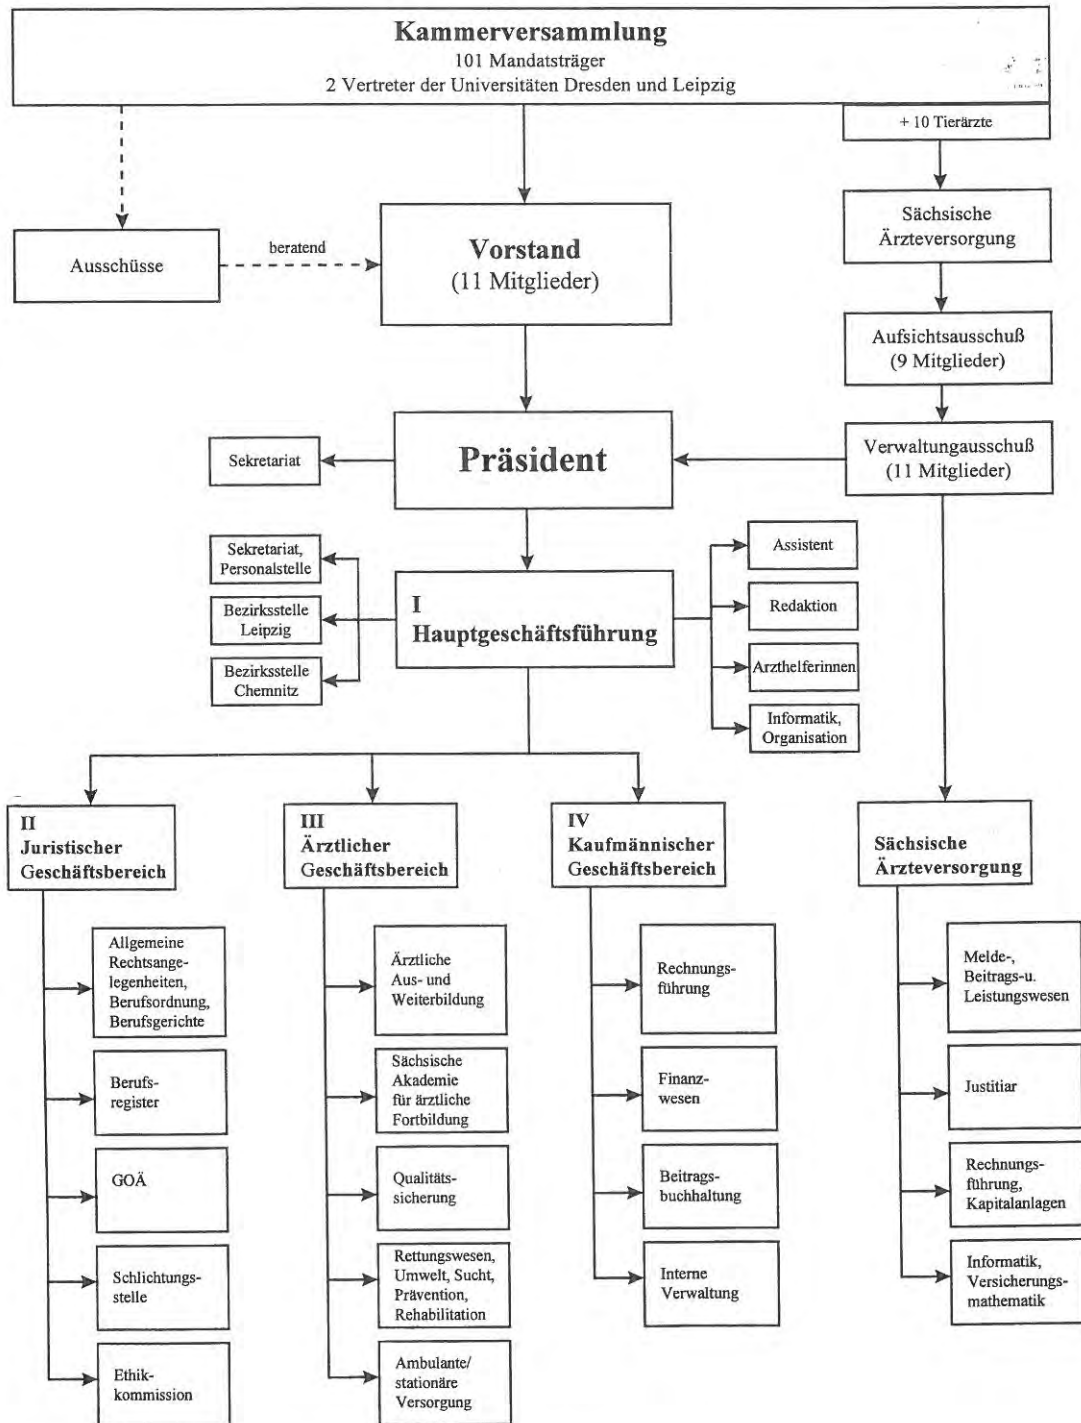 Kammerversammlung
101 Mandatsträger
2 Vertreter der Universitäten Dresden und Leipzig
+ 10 Tierärzte
Ausschüsse
beratend
Vorstand
(11 Mitglieder)
Sächsische
Ärzteversorgung
Aufsichtsausschuß
(9 Mitglieder)
Sekretariat
Präsident
Verwaltungausschuß
(11 Mitglieder)
Sekretariat,
Personalstelle
Bezirksstelle
Leipzig
Bezirksstelle
Chemnitz
I
Hauptgeschäftsführung
Assistent
Redaktion
Arzthelferinnen
Informatik,
Organisation
II
Juristischer
Geschäftsbereich
Allgemeine
Rechtsange-
legenheiten,
Berufsordnung,
Berufsgerichte
Berufs-
register
GOÄ
Schlichtungs-
stelle
Ethik-
kommission
III
Ärztlicher
Geschäftsbereich
Ärztliche
Aus- und
Weiterbildung
Sächsische
Akademie
für ärztliche
Fortbildung
Qualitäts-
sicherung
Rettungswesen,
Umwelt, Sucht,
Prävention,
Rehabilitation
Ambulante/
stationäre
Versorgung
IV
Kaufmännischer
Geschäftsbereich
Rechnungs-
führung
Finanz-
wesen
Beitrags-
buchhaltung
Interne
Verwaltung
Sächsische
Ärzteversorgung
Melde-,
Beitrags-u.
Leistungswesen
Justitiar
Rechnungs-
führung,
Kapitalanlagen
Informatik,
Versicherungs-
mathematik